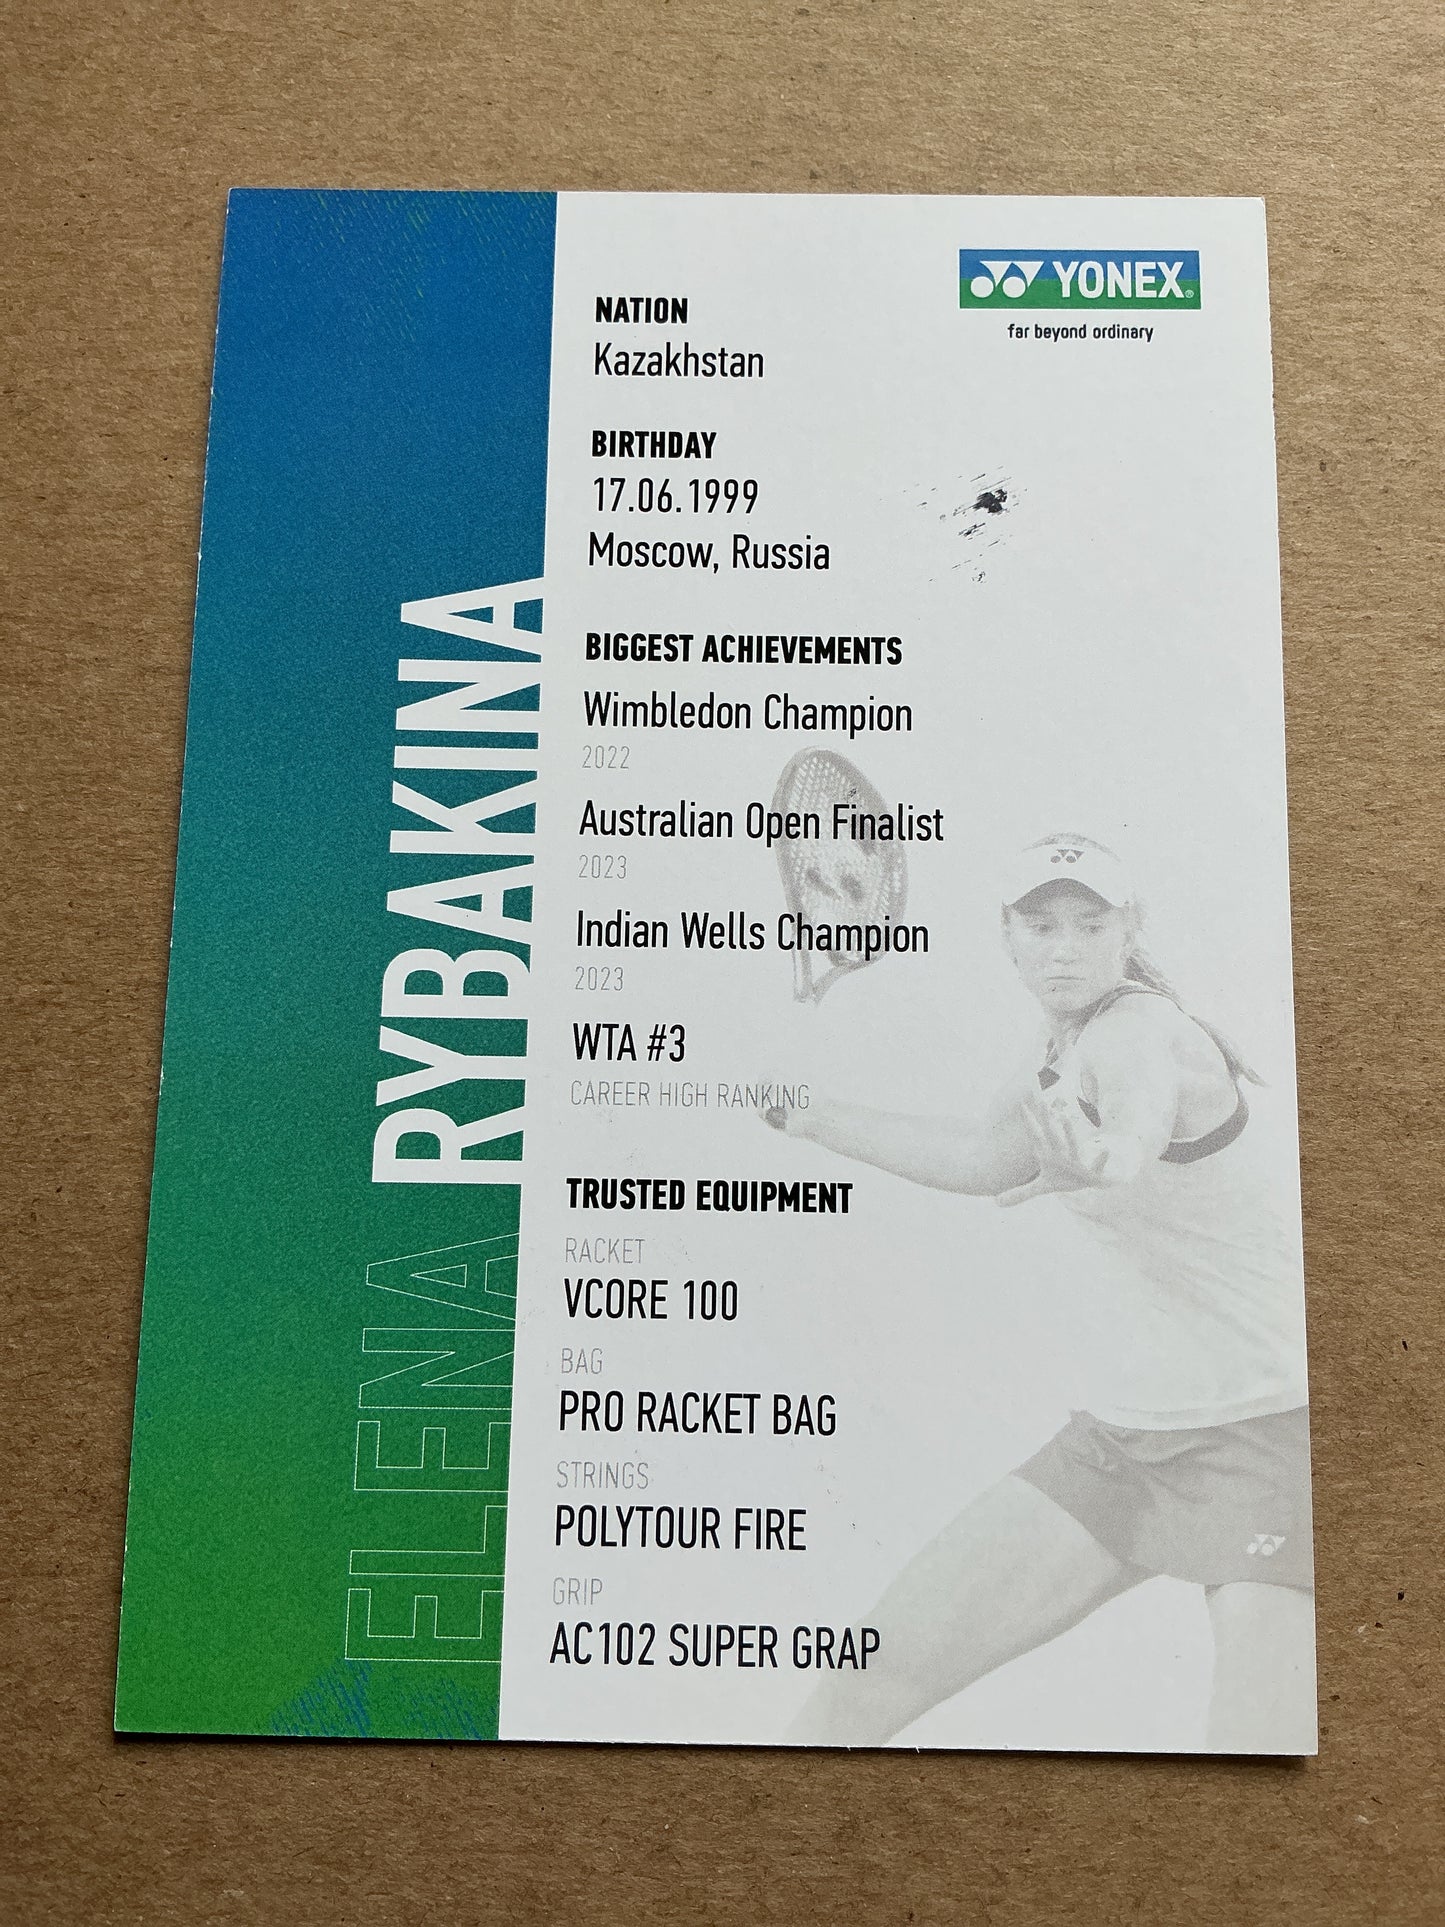 YONEX®
far beyond ordinary
NATION
Kazakhstan
BIRTHDAY
17.06.1999
Moscow, Russia
BIGGEST ACHIEVEMENTS
Wimbledon Champion
2022
Australian Open Finalist
2023
Indian Wells Champion
2023
WTA #3
CAREER HIGH RANKING
TRUSTED EQUIPMENT
RACKET
VCORE 100
BAG
PRO RACKET BAG
STRINGS
POLYTOUR FIRE
GRIP
AC102 SUPER GRAP
ELENA RYBAKINA